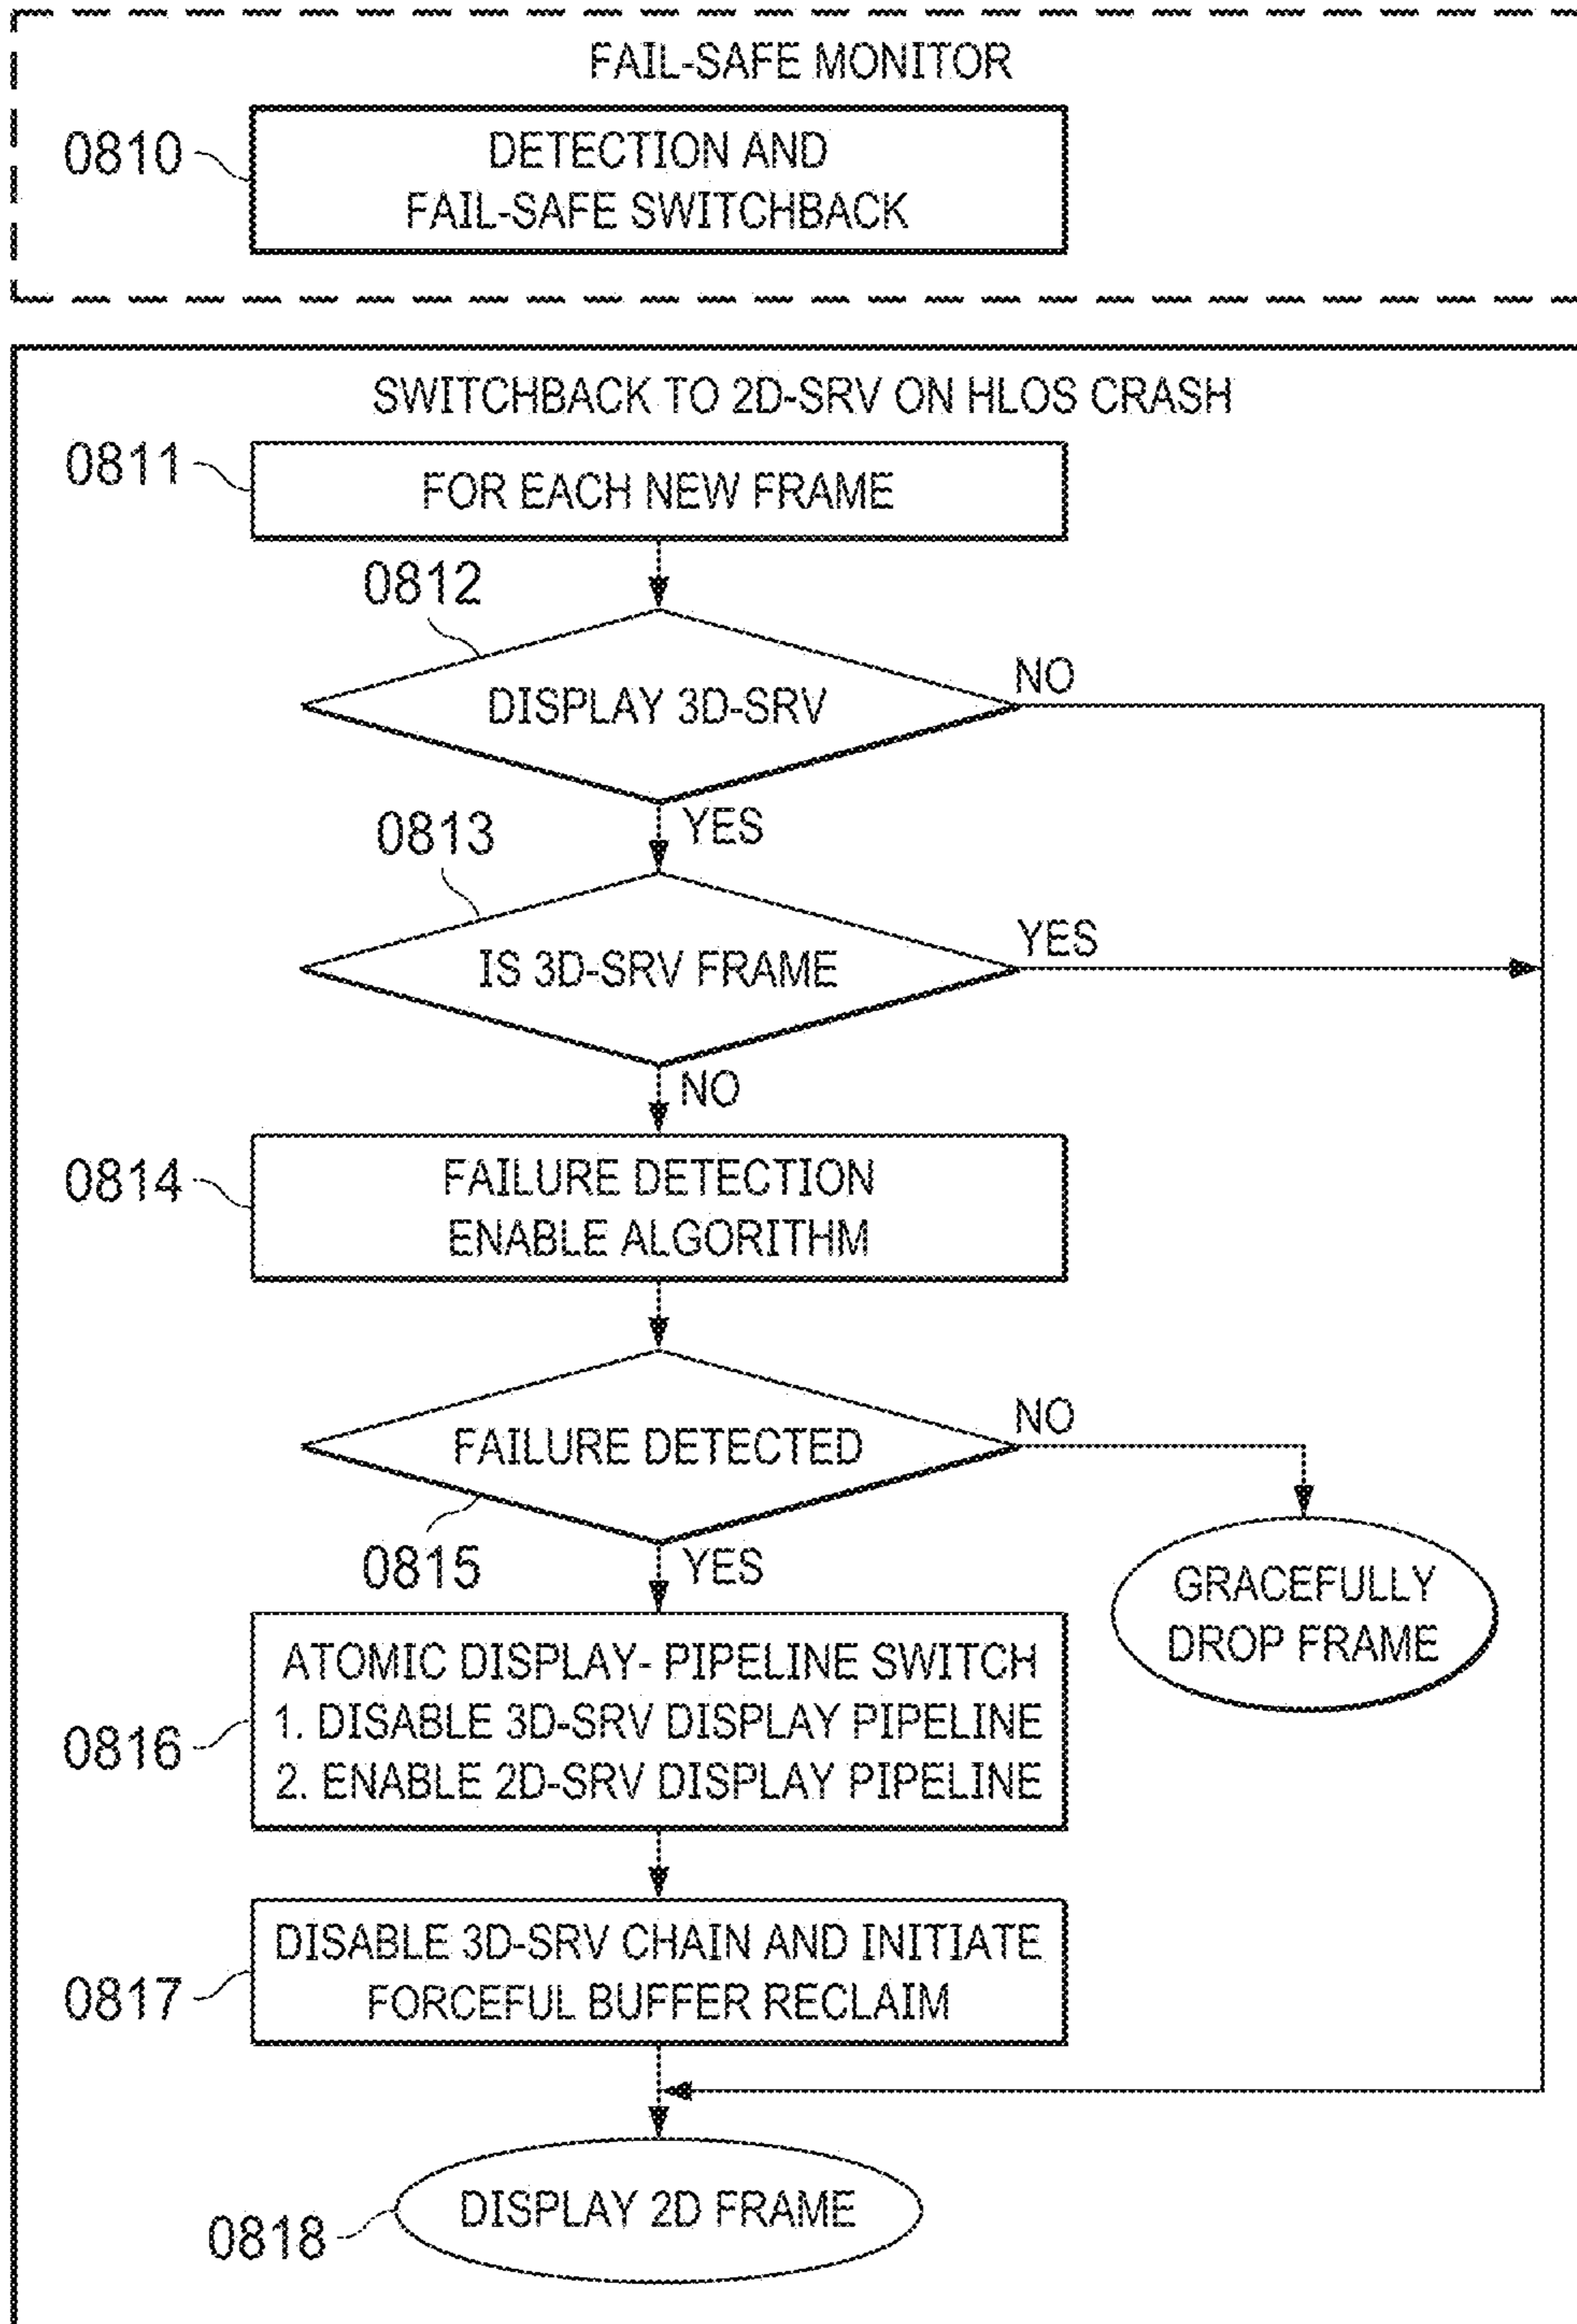 FAIL-SAFE MONITOR
0810
DETECTION AND
FAIL-SAFE SWITCHBACK
SWITCHBACK TO 2D-SRV ON HLOS CRASH
0811
FOR EACH NEW FRAME
0812
DISPLAY 3D-SRV
NO
YES
0813
IS 3D-SRV FRAME
YES
NO
0814
FAILURE DETECTION
ENABLE ALGORITHM
FAILURE DETECTED
NO
0815
YES
GRACEFULLY
DROP FRAME
0816
ATOMIC DISPLAY- PIPELINE SWITCH
1. DISABLE 3D-SRV DISPLAY PIPELINE
2. ENABLE 2D-SRV DISPLAY PIPELINE
0817
DISABLE 3D-SRV CHAIN AND INITIATE
FORCEFUL BUFFER RECLAIM
DISPLAY 2D FRAME
0818